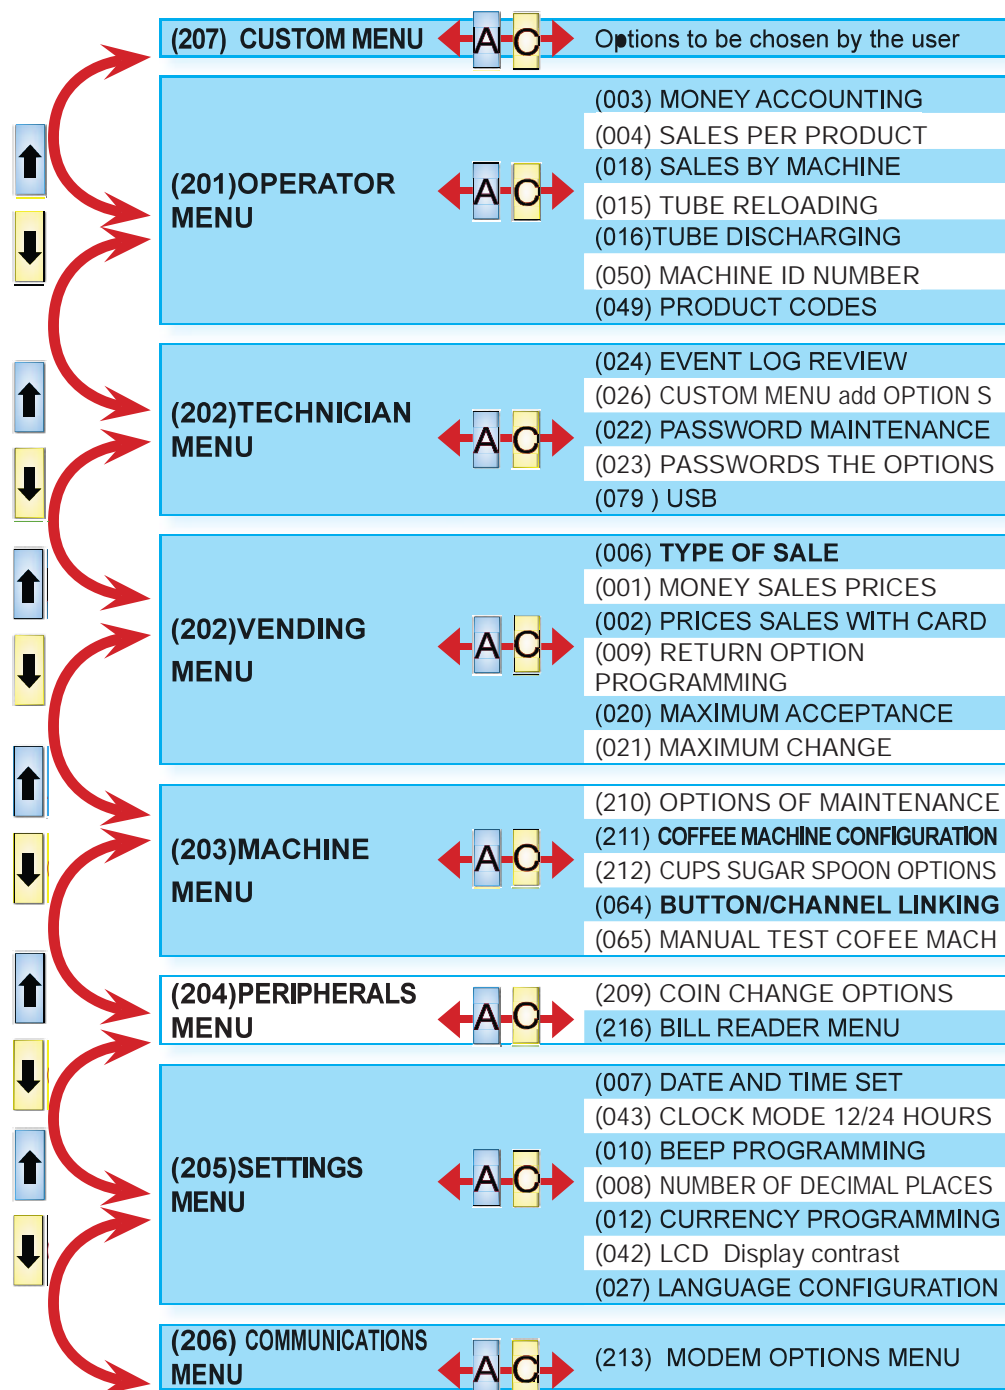 (207) CUSTOM MENU A C Options to be chosen by the user
(201)OPERATOR MENU A C
(003) MONEY ACCOUNTING
(004) SALES PER PRODUCT
(018) SALES BY MACHINE
(015) TUBE RELOADING
(016)TUBE DISCHARGING
(050) MACHINE ID NUMBER
(049) PRODUCT CODES
(202)TECHNICIAN MENU A C
(024) EVENT LOG REVIEW
(026) CUSTOM MENU add OPTION S
(022) PASSWORD MAINTENANCE
(023) PASSWORDS THE OPTIONS
(079 ) USB
(202)VENDING MENU A C
(006) TYPE OF SALE
(001) MONEY SALES PRICES
(002) PRICES SALES WITH CARD
(009) RETURN OPTION
PROGRAMMING
(020) MAXIMUM ACCEPTANCE
(021) MAXIMUM CHANGE
(203)MACHINE MENU A C
(210) OPTIONS OF MAINTENANCE
(211) COFFEE MACHINE CONFIGURATION
(212) CUPS SUGAR SPOON OPTIONS
(064) BUTTON/CHANNEL LINKING
(065) MANUAL TEST COFEE MACH
(204)PERIPHERALS MENU A C
(209) COIN CHANGE OPTIONS
(216) BILL READER MENU
(205)SETTINGS MENU A C
(007) DATE AND TIME SET
(043) CLOCK MODE 12/24 HOURS
(010) BEEP PROGRAMMING
(008) NUMBER OF DECIMAL PLACES
(012) CURRENCY PROGRAMMING
(042) LCD Display contrast
(027) LANGUAGE CONFIGURATION
(206) COMMUNICATIONS MENU A C
(213) MODEM OPTIONS MENU